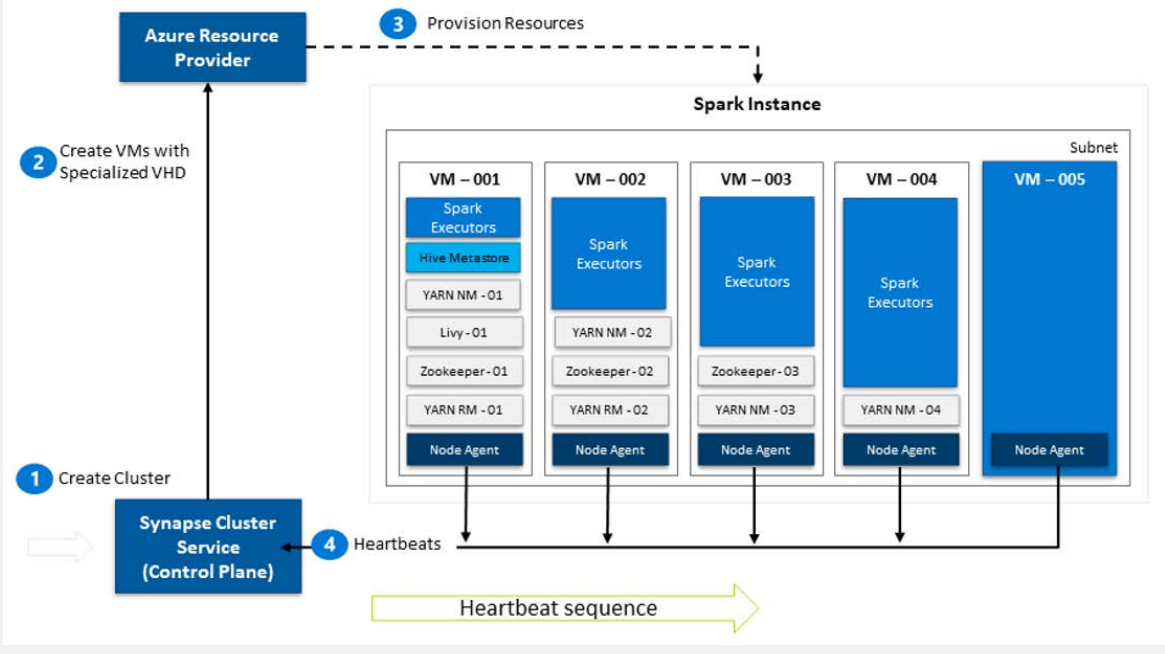 3 Provision Resources
Azure Resource
Provider
Spark Instance
Subnet
2 Create VMs with
Specialized VHD
VM – 001
Spark
Executors
Hive Metastore
YARN NM - 01
Livy - 01
Zookeeper - 01
YARN RM - 01
Node Agent
VM – 002
Spark
Executors
YARN NM - 02
Zookeeper - 02
YARN RM - 02
Node Agent
VM – 003
Spark
Executors
Zookeeper - 03
YARN NM - 03
Node Agent
VM – 004
Spark
Executors
YARN NM - 04
Node Agent
VM – 005
Node Agent
1 Create Cluster
Synapse Cluster
Service
(Control Plane)
4 Heartbeats
Heartbeat sequence